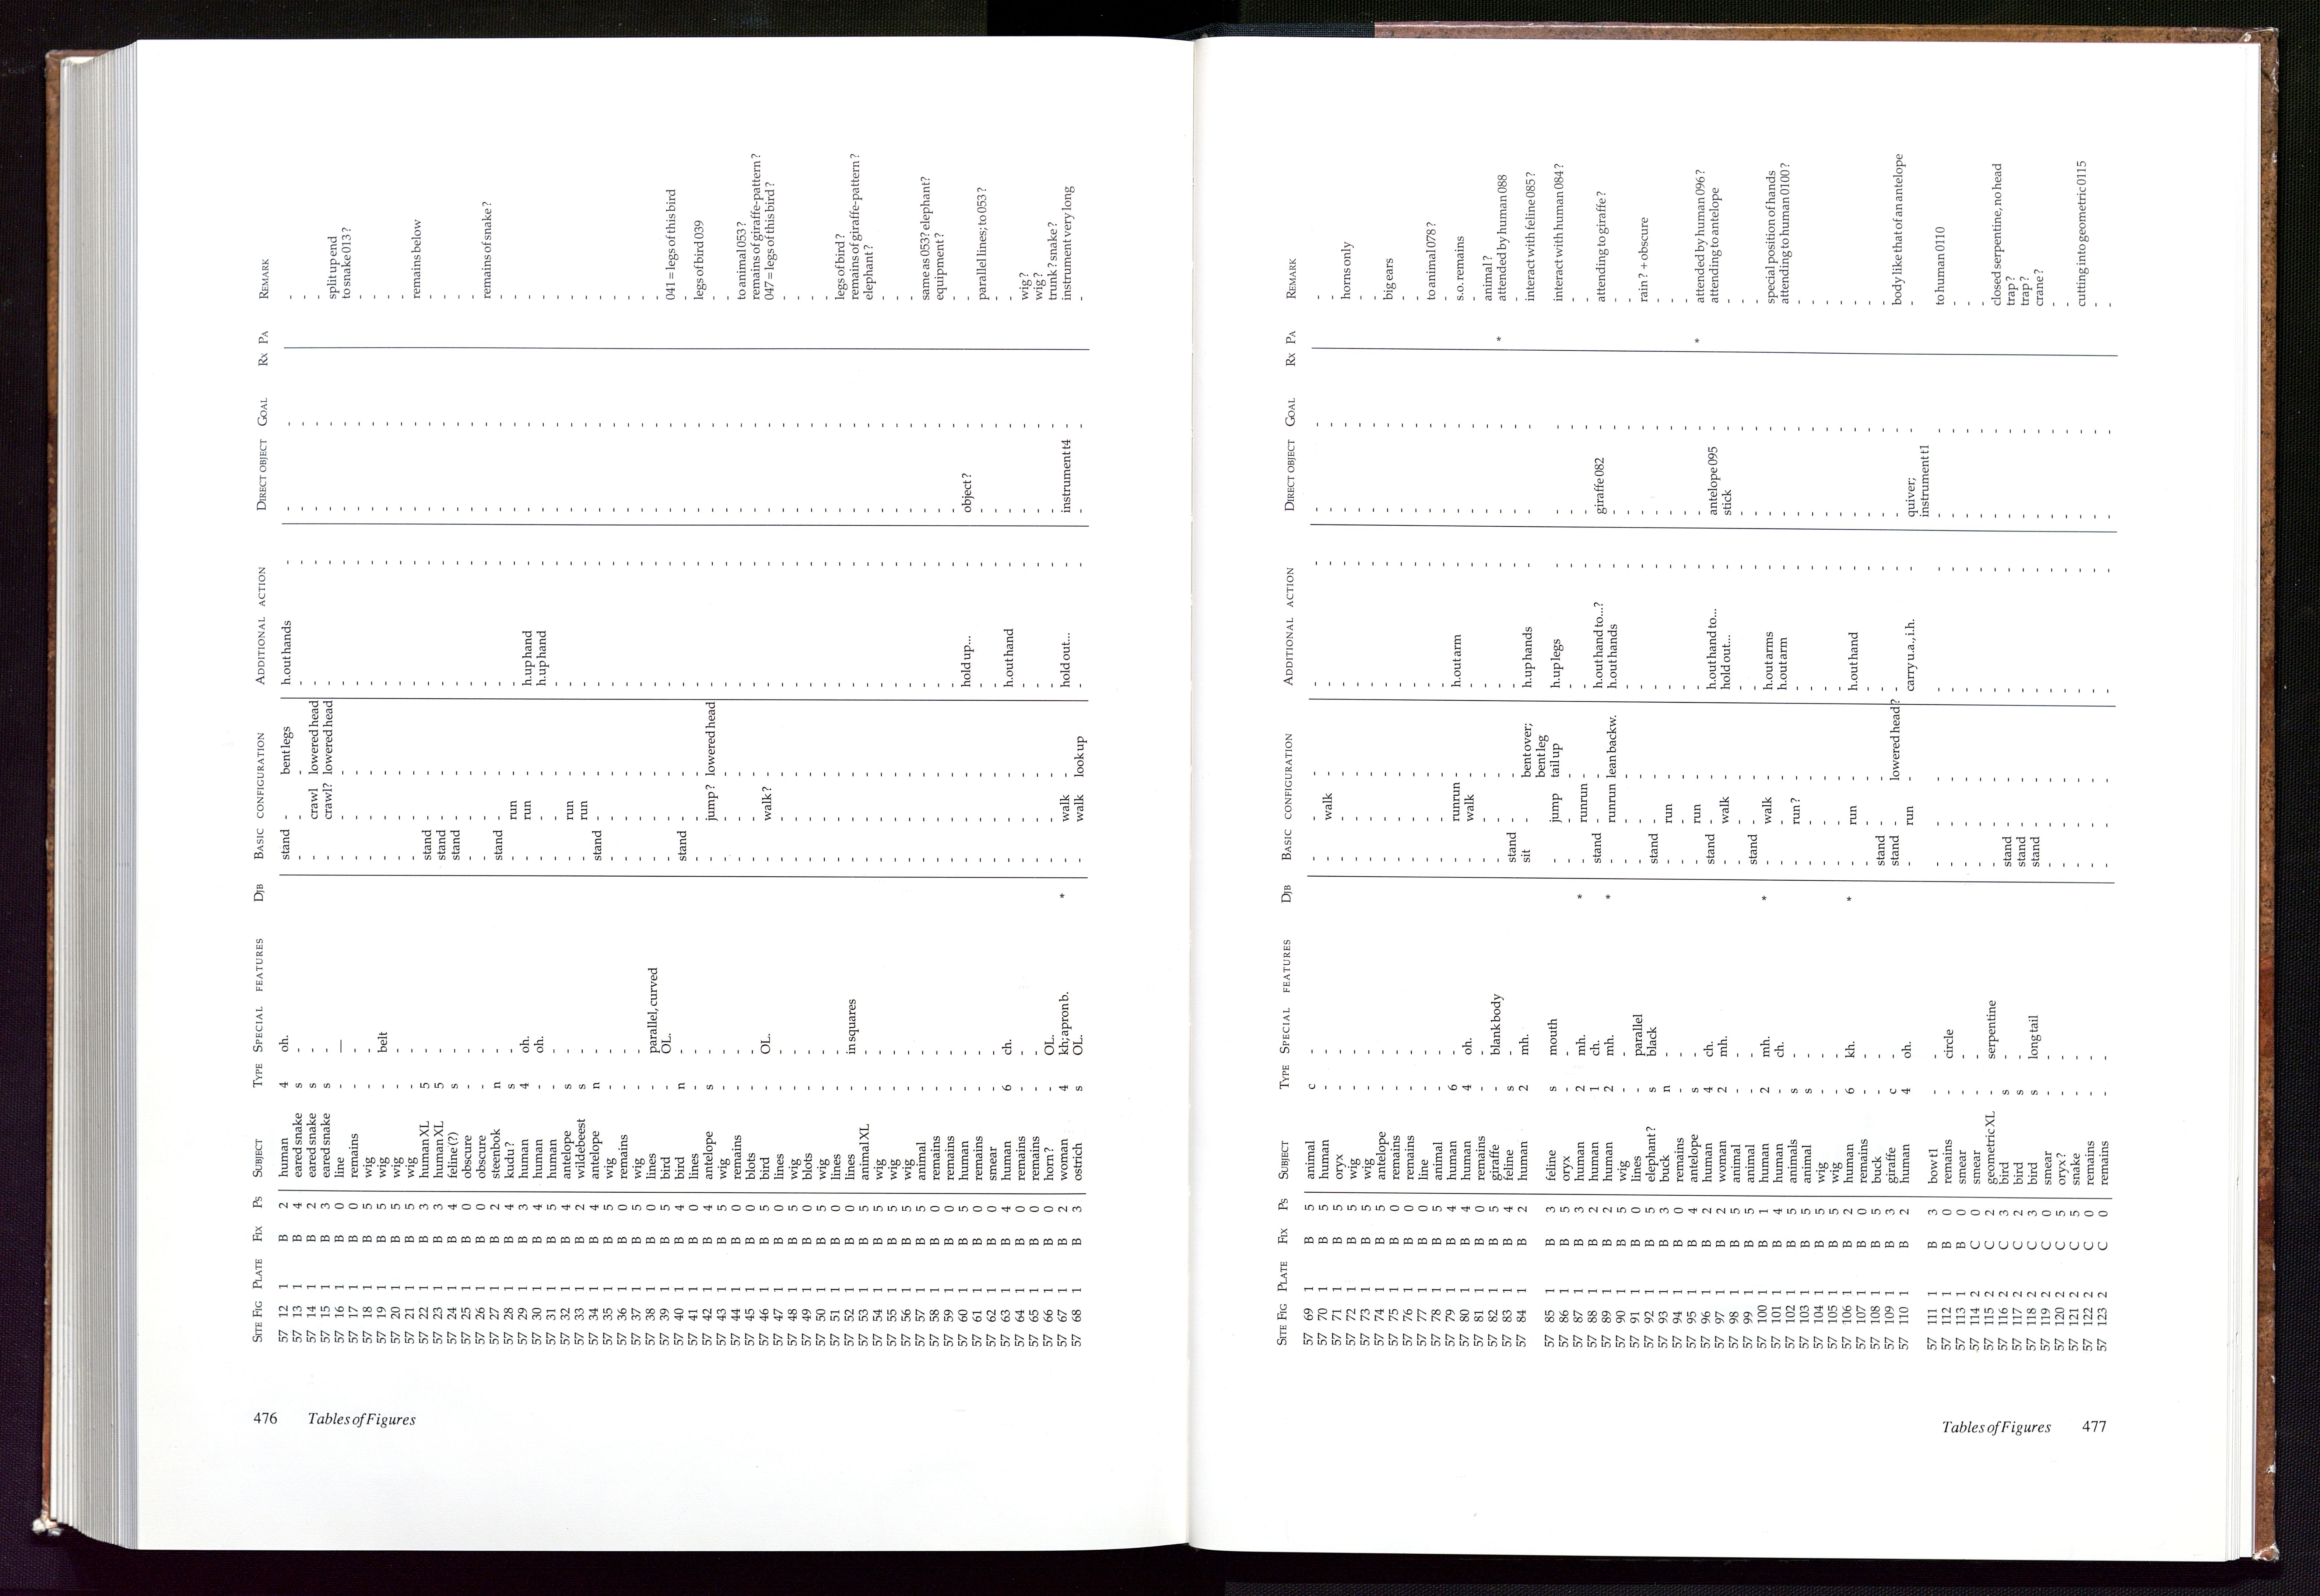 476 Tables of Figures
SITE FIG PLATE FIX PS SUBJECT TYPE SPECIAL FEATURES DJB BASIC CONFIGURATION ADDITIONAL ACTION DIRECT OBJECT GOAL RX PA REMARK
57 12 1 B 2 human 4 oh. stand - bent legs h.out hands - - - -
57 13 1 B 4 eared snake s - - - - - - - -
57 14 1 B 2 eared snake s - - crawl lowered head - - - - -
57 15 1 B 3 eared snake s - - crawl? lowered head - - - - split up end
57 16 1 B 0 line - — - - - - - - to snake 013?
57 17 1 B 0 remains - - - - - - - - -
57 18 1 B 5 wig - - - - - - - - -
57 19 1 B 5 wig - belt - - - - - - -
57 20 1 B 5 wig - - - - - - - - -
57 21 1 B 5 wig - - - - - - - - remains below
57 22 1 B 3 human XL 5 - stand - - - - - -
57 23 1 B 3 human XL 5 - stand - - - - - -
57 24 1 B 4 feline (?) s - stand - - - - - -
57 25 1 B 0 obscure - - - - - - - - -
57 26 1 B 0 obscure - - - - - - - - remains of snake?
57 27 1 B 2 steenbok n - stand - - - - - -
57 28 1 B 4 kudu? s - - run - - - - - -
57 29 1 B 3 human 4 oh. - run - h.up hand - - - -
57 30 1 B 4 human - oh. - - h.up hand - - - -
57 31 1 B 5 human - - - - - - - - -
57 32 1 B 4 antelope s - - run - - - - - -
57 33 1 B 2 wildebeest s - - run - - - - - -
57 34 1 B 4 antelope n - stand - - - - - -
57 35 1 B 5 wig - - - - - - - - -
57 36 1 B 0 remains - - - - - - - - -
57 37 1 B 5 wig - - - - - - - - -
57 38 1 B 0 lines - parallel, curved - - - - - - -
57 39 1 B 5 bird - OL. - - - - - - 041 = legs of this bird
57 40 1 B 4 bird n - stand - - - - - -
57 41 1 B 0 lines - - - - - - - - legs of bird 039
57 42 1 B 4 antelope s - - jump? lowered head - - - - -
57 43 1 B 5 wig - - - - - - - - -
57 44 1 B 0 remains - - - - - - - - to animal 053?
57 45 1 B 0 blots - - - - - - - - remains of giraffe-pattern?
57 46 1 B 5 bird - OL. - walk? - - - - - 047 = legs of this bird?
57 47 1 B 0 lines - - - - - - - - -
57 48 1 B 5 wig - - - - - - - - -
57 49 1 B 0 blots - - - - - - - - -
57 50 1 B 5 wig - - - - - - - - -
57 51 1 B 0 lines - - - - - - - - legs of bird?
57 52 1 B 0 lines - in squares - - - - - - remains of giraffe-pattern?
57 53 1 B 5 animal XL - - - - - - - - elephant?
57 54 1 B 5 wig - - - - - - - - -
57 55 1 B 5 wig - - - - - - - - -
57 56 1 B 5 wig - - - - - - - - -
57 57 1 B 5 animal - - - - - - - - same as 053? elephant?
57 58 1 B 0 remains - - - - - - - - equipment?
57 59 1 B 0 remains - - - - - - - - -
57 60 1 B 5 human - - - - hold up... - object? - -
57 61 1 B 0 remains - - - - - - - - parallel lines; to 053?
57 62 1 B 0 smear - - - - - - - - -
57 63 1 B 4 human 6 ch. - - h.out hand - - - -
57 64 1 B 0 remains - - - - - - - - wig?
57 65 1 B 0 remains - - - - - - - - wig?
57 66 1 B 0 horn? - OL. - - - - - - trunk? snake?
57 67 1 B 2 woman 4 kh; apron b. * - walk - hold out... - instrument t4 - instrument very long
57 68 1 B 3 ostrich s OL. - walk look up - - - - -
Tables of Figures 477
SITE FIG PLATE FIX PS SUBJECT TYPE SPECIAL FEATURES DJB BASIC CONFIGURATION ADDITIONAL ACTION DIRECT OBJECT GOAL RX PA REMARK
57 69 1 B 5 animal c - - - - - - - -
57 70 1 B 5 human - - - walk - - - - - -
57 71 1 B 5 oryx - - - - - - - - horns only
57 72 1 B 5 wig - - - - - - - - -
57 73 1 B 5 wig - - - - - - - - -
57 74 1 B 5 antelope - - - - - - - - big ears
57 75 1 B 0 remains - - - - - - - - -
57 76 1 B 0 remains - - - - - - - - -
57 77 1 B 0 line - - - - - - - - to animal 078?
57 78 1 B 5 animal - - - - - - - - -
57 79 1 B 4 human 6 - - runrun - h.out arm - - - s.o. remains
57 80 1 B 4 human 4 oh. - walk - - - - - -
57 81 1 B 0 remains - - - - - - - - animal?
57 82 1 B 5 giraffe - blank body - - - - - - * attended by human 088
57 83 1 B 4 feline s - stand - - - - - -
57 84 1 B 2 human 2 mh. sit bent over; h.up hands - - - interact with feline 085?
bent leg
57 85 1 B 3 feline s mouth - jump tail up h.up legs - - - interact with human 084?
57 86 1 B 5 oryx - - - - - - - - -
57 87 1 B 3 human 2 mh. * - runrun - - - - - -
57 88 1 B 2 human 1 ch. stand - h.out hand to...? - giraffe 082 - attending to giraffe?
57 89 1 B 2 human 2 mh. * - runrun lean backw. h.out hands - - - -
57 90 1 B 5 wig - - - - - - - - -
57 91 1 B 0 lines - parallel - - - - - - rain? + obscure
57 92 1 B 5 elephant? s black stand - - - - - -
57 93 1 B 3 buck n - - run - - - - - -
57 94 1 B 0 remains - - - - - - - - -
57 95 1 B 4 antelope s - - run - - - - - * attended by human 096?
57 96 1 B 2 human 4 ch. stand - h.out hand to... - antelope 095 - attending to antelope
57 97 1 B 2 woman 2 mh. - walk - hold out... - stick - -
57 98 1 B 5 animal - - - - - - - - -
57 99 1 B 5 animal - - stand - - - - - -
57 100 1 B 1 human 2 mh. * - walk - h.out arms - - - special position of hands
57 101 1 B 4 human - ch. - - h.out arm - - - attending to human 0100?
57 102 1 B 5 animals s - - run? - - - - - -
57 103 1 B 5 animal s - - - - - - - -
57 104 1 B 5 wig - - - - - - - - -
57 105 1 B 5 wig - - - - - - - - -
57 106 1 B 2 human 6 kh. * - run - h.out hand - - - -
57 107 1 B 0 remains - - - - - - - - -
57 108 1 B 5 buck - - stand - - - - - -
57 109 1 B 3 giraffe c - stand lowered head? - - - - body like that of an antelope
57 110 1 B 2 human 4 oh. - run - carry u.a., i.h. - quiver; - -
instrument t1
57 111 1 B 3 bow t1 - - - - - - - - to human 0110
57 112 1 B 0 remains - circle - - - - - - -
57 113 1 B 0 smear - - - - - - - - -
57 114 2 C 0 smear - - - - - - - - -
57 115 2 C 2 geometric XL - serpentine - - - - - - closed serpentine, no head
57 116 2 C 3 bird s - stand - - - - - trap?
57 117 2 C 2 bird s - stand - - - - - trap?
57 118 2 C 3 bird s long tail stand - - - - - crane?
57 119 2 C 0 smear - - - - - - - - -
57 120 2 C 5 oryx? - - - - - - - - -
57 121 2 C 5 snake - - - - - - - - cutting into geometric 0115
57 122 2 C 0 remains - - - - - - - - -
57 123 2 C 0 remains - - - - - - - - -